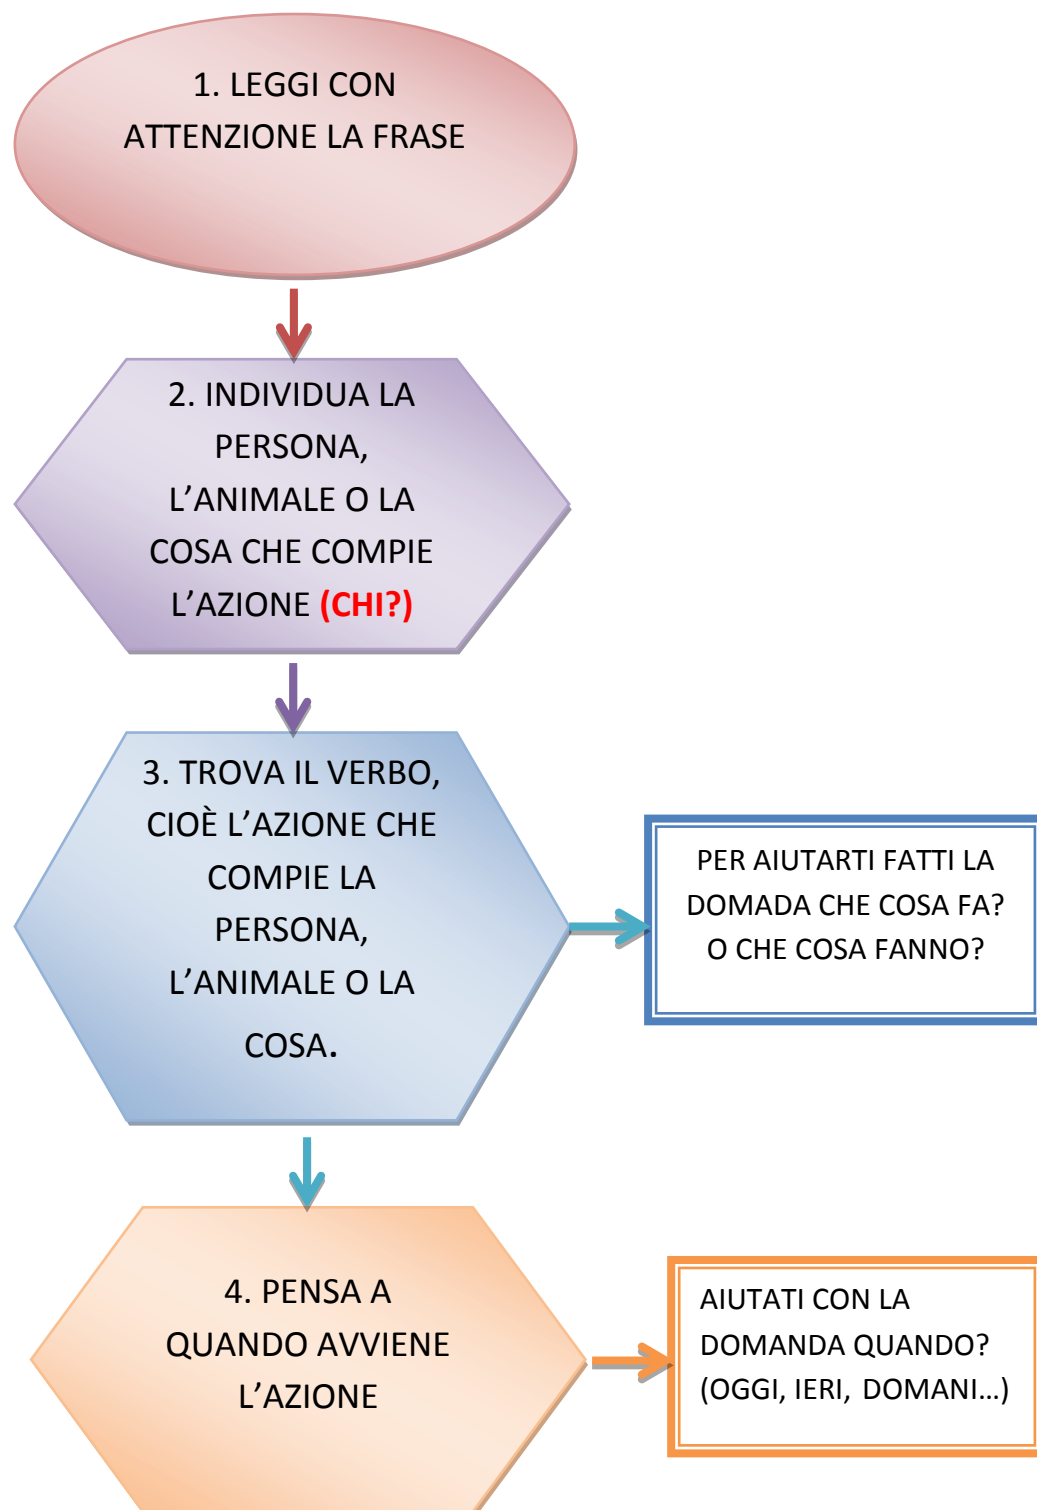 1. LEGGI CON
ATTENZIONE LA FRASE
2. INDIVIDUA LA
PERSONA,
L’ANIMALE O LA
COSA CHE COMPIE
L’AZIONE (CHI?)
3. TROVA IL VERBO,
CIOÈ L’AZIONE CHE
COMPIE LA
PERSONA,
L’ANIMALE O LA
COSA.
PER AIUTARTI FATTI LA
DOMADA CHE COSA FA?
O CHE COSA FANNO?
4. PENSA A
QUANDO AVVIENE
L’AZIONE
AIUTATI CON LA
DOMANDA QUANDO?
(OGGI, IERI, DOMANI…)